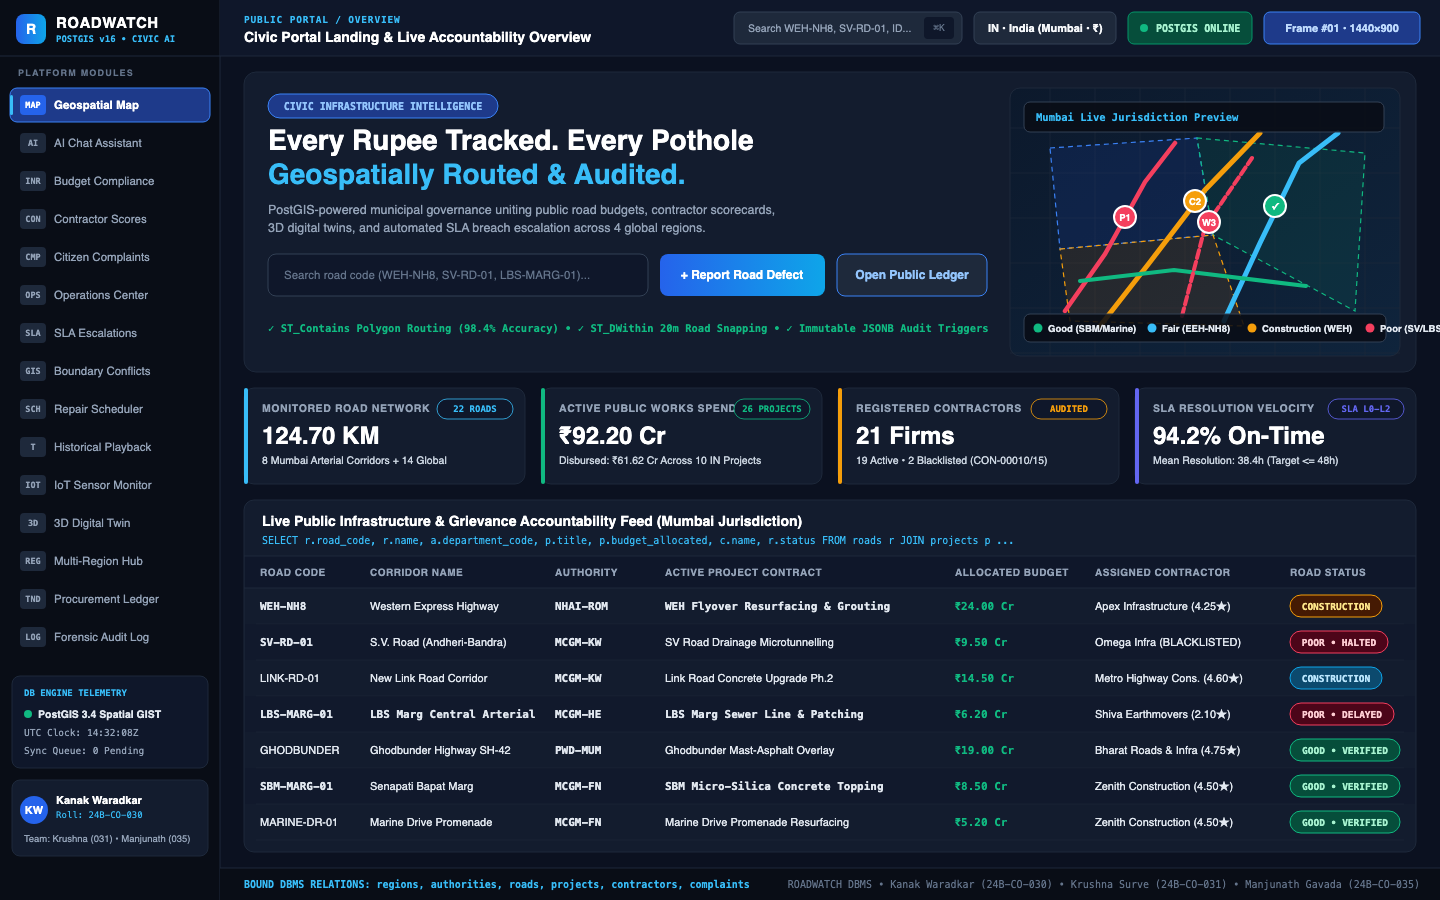 R
ROADWATCH
POSTGIS v16 • CIVIC AI
PLATFORM MODULES
MAP Geospatial Map
AI AI Chat Assistant
INR Budget Compliance
CON Contractor Scores
CMP Citizen Complaints
OPS Operations Center
SLA SLA Escalations
GIS Boundary Conflicts
SCH Repair Scheduler
T Historical Playback
IOT IoT Sensor Monitor
3D 3D Digital Twin
REG Multi-Region Hub
TND Procurement Ledger
LOG Forensic Audit Log
DB ENGINE TELEMETRY
PostGIS 3.4 Spatial GIST
UTC Clock: 14:32:08Z
Sync Queue: 0 Pending
KW
Kanak Waradkar
Roll: 24B-CO-030
Team: Krushna (031) • Manjunath (035)
PUBLIC PORTAL / OVERVIEW
Civic Portal Landing & Live Accountability Overview
Search WEH-NH8, SV-RD-01, ID... ⌘K
IN • India (Mumbai • ₹)
POSTGIS ONLINE
Frame #01 • 1440×900
CIVIC INFRASTRUCTURE INTELLIGENCE
Every Rupee Tracked. Every Pothole
Geospatially Routed & Audited.
PostGIS-powered municipal governance uniting public road budgets, contractor scorecards,
3D digital twins, and automated SLA breach escalation across 4 global regions.
Search road code (WEH-NH8, SV-RD-01, LBS-MARG-01)...
+ Report Road Defect
Open Public Ledger
✓ ST_Contains Polygon Routing (98.4% Accuracy) • ✓ ST_DWithin 20m Road Snapping • ✓ Immutable JSONB Audit Triggers
Mumbai Live Jurisdiction Preview
P1
C2
W3
✓
Good (SBM/Marine)
Fair (EEH-NH8)
Construction (WEH)
Poor (SV/LBS
MONITORED ROAD NETWORK 22 ROADS
124.70 KM
8 Mumbai Arterial Corridors + 14 Global
ACTIVE PUBLIC WORKS SPEND 26 PROJECTS
₹92.20 Cr
Disbursed: ₹61.62 Cr Across 10 IN Projects
REGISTERED CONTRACTORS AUDITED
21 Firms
19 Active • 2 Blacklisted (CON-00010/15)
SLA RESOLUTION VELOCITY SLA L0-L2
94.2% On-Time
Mean Resolution: 38.4h (Target <= 48h)
Live Public Infrastructure & Grievance Accountability Feed (Mumbai Jurisdiction)
SELECT r.road_code, r.name, a.department_code, p.title, p.budget_allocated, c.name, r.status FROM roads r JOIN projects p ...
ROAD CODE CORRIDOR NAME AUTHORITY ACTIVE PROJECT CONTRACT ALLOCATED BUDGET ASSIGNED CONTRACTOR ROAD STATUS
WEH-NH8 Western Express Highway NHAI-ROM WEH Flyover Resurfacing & Grouting ₹24.00 Cr Apex Infrastructure (4.25★) CONSTRUCTION
SV-RD-01 S.V. Road (Andheri-Bandra) MCGM-KW SV Road Drainage Microtunnelling ₹9.50 Cr Omega Infra (BLACKLISTED) POOR • HALTED
LINK-RD-01 New Link Road Corridor MCGM-KW Link Road Concrete Upgrade Ph.2 ₹14.50 Cr Metro Highway Cons. (4.60★) CONSTRUCTION
LBS-MARG-01 LBS Marg Central Arterial MCGM-HE LBS Marg Sewer Line & Patching ₹6.20 Cr Shiva Earthmovers (2.10★) POOR • DELAYED
GHODBUNDER Ghodbunder Highway SH-42 PWD-MUM Ghodbunder Mast-Asphalt Overlay ₹19.00 Cr Bharat Roads & Infra (4.75★) GOOD • VERIFIED
SBM-MARG-01 Senapati Bapat Marg MCGM-FN SBM Micro-Silica Concrete Topping ₹8.50 Cr Zenith Construction (4.50★) GOOD • VERIFIED
MARINE-DR-01 Marine Drive Promenade MCGM-FN Marine Drive Promenade Resurfacing ₹5.20 Cr Zenith Construction (4.50★) GOOD • VERIFIED
BOUND DBMS RELATIONS: regions, authorities, roads, projects, contractors, complaints
ROADWATCH DBMS • Kanak Waradkar (24B-CO-030) • Krushna Surve (24B-CO-031) • Manjunath Gavada (24B-CO-035)